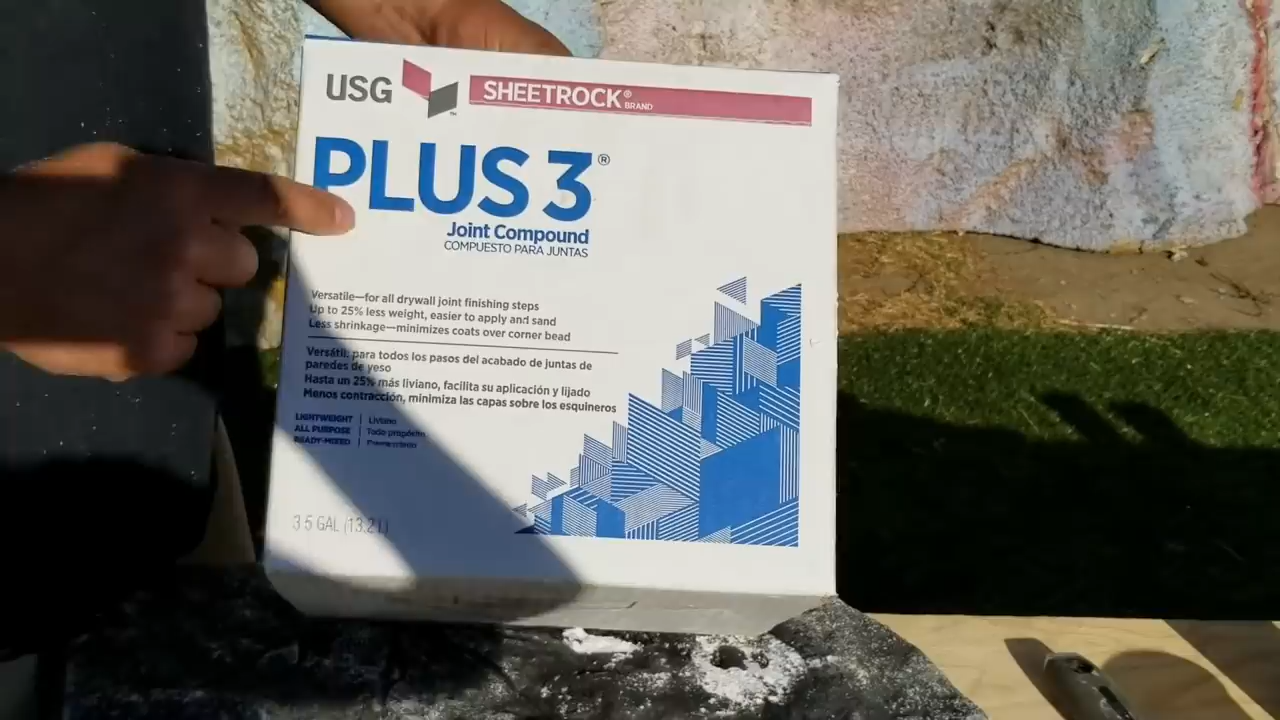 USG SHEETROCK® BRAND
PLUS 3®
Joint Compound
COMPUESTO PARA JUNTAS
Versatile—for all drywall joint finishing steps
Up to 25% less weight, easier to apply and sand
Less shrinkage—minimizes coats over corner bead
Versátil, para todos los pasos del acabado de juntas de
paredes de yeso
Hasta un 25% más liviano, facilita su aplicación y lijado
Menos contracción, minimiza las capas sobre los esquineros
LIGHTWEIGHT Liviano
ALL PURPOSE Todo propósito
READY-MIXED
3.5 GAL (13.2 L)